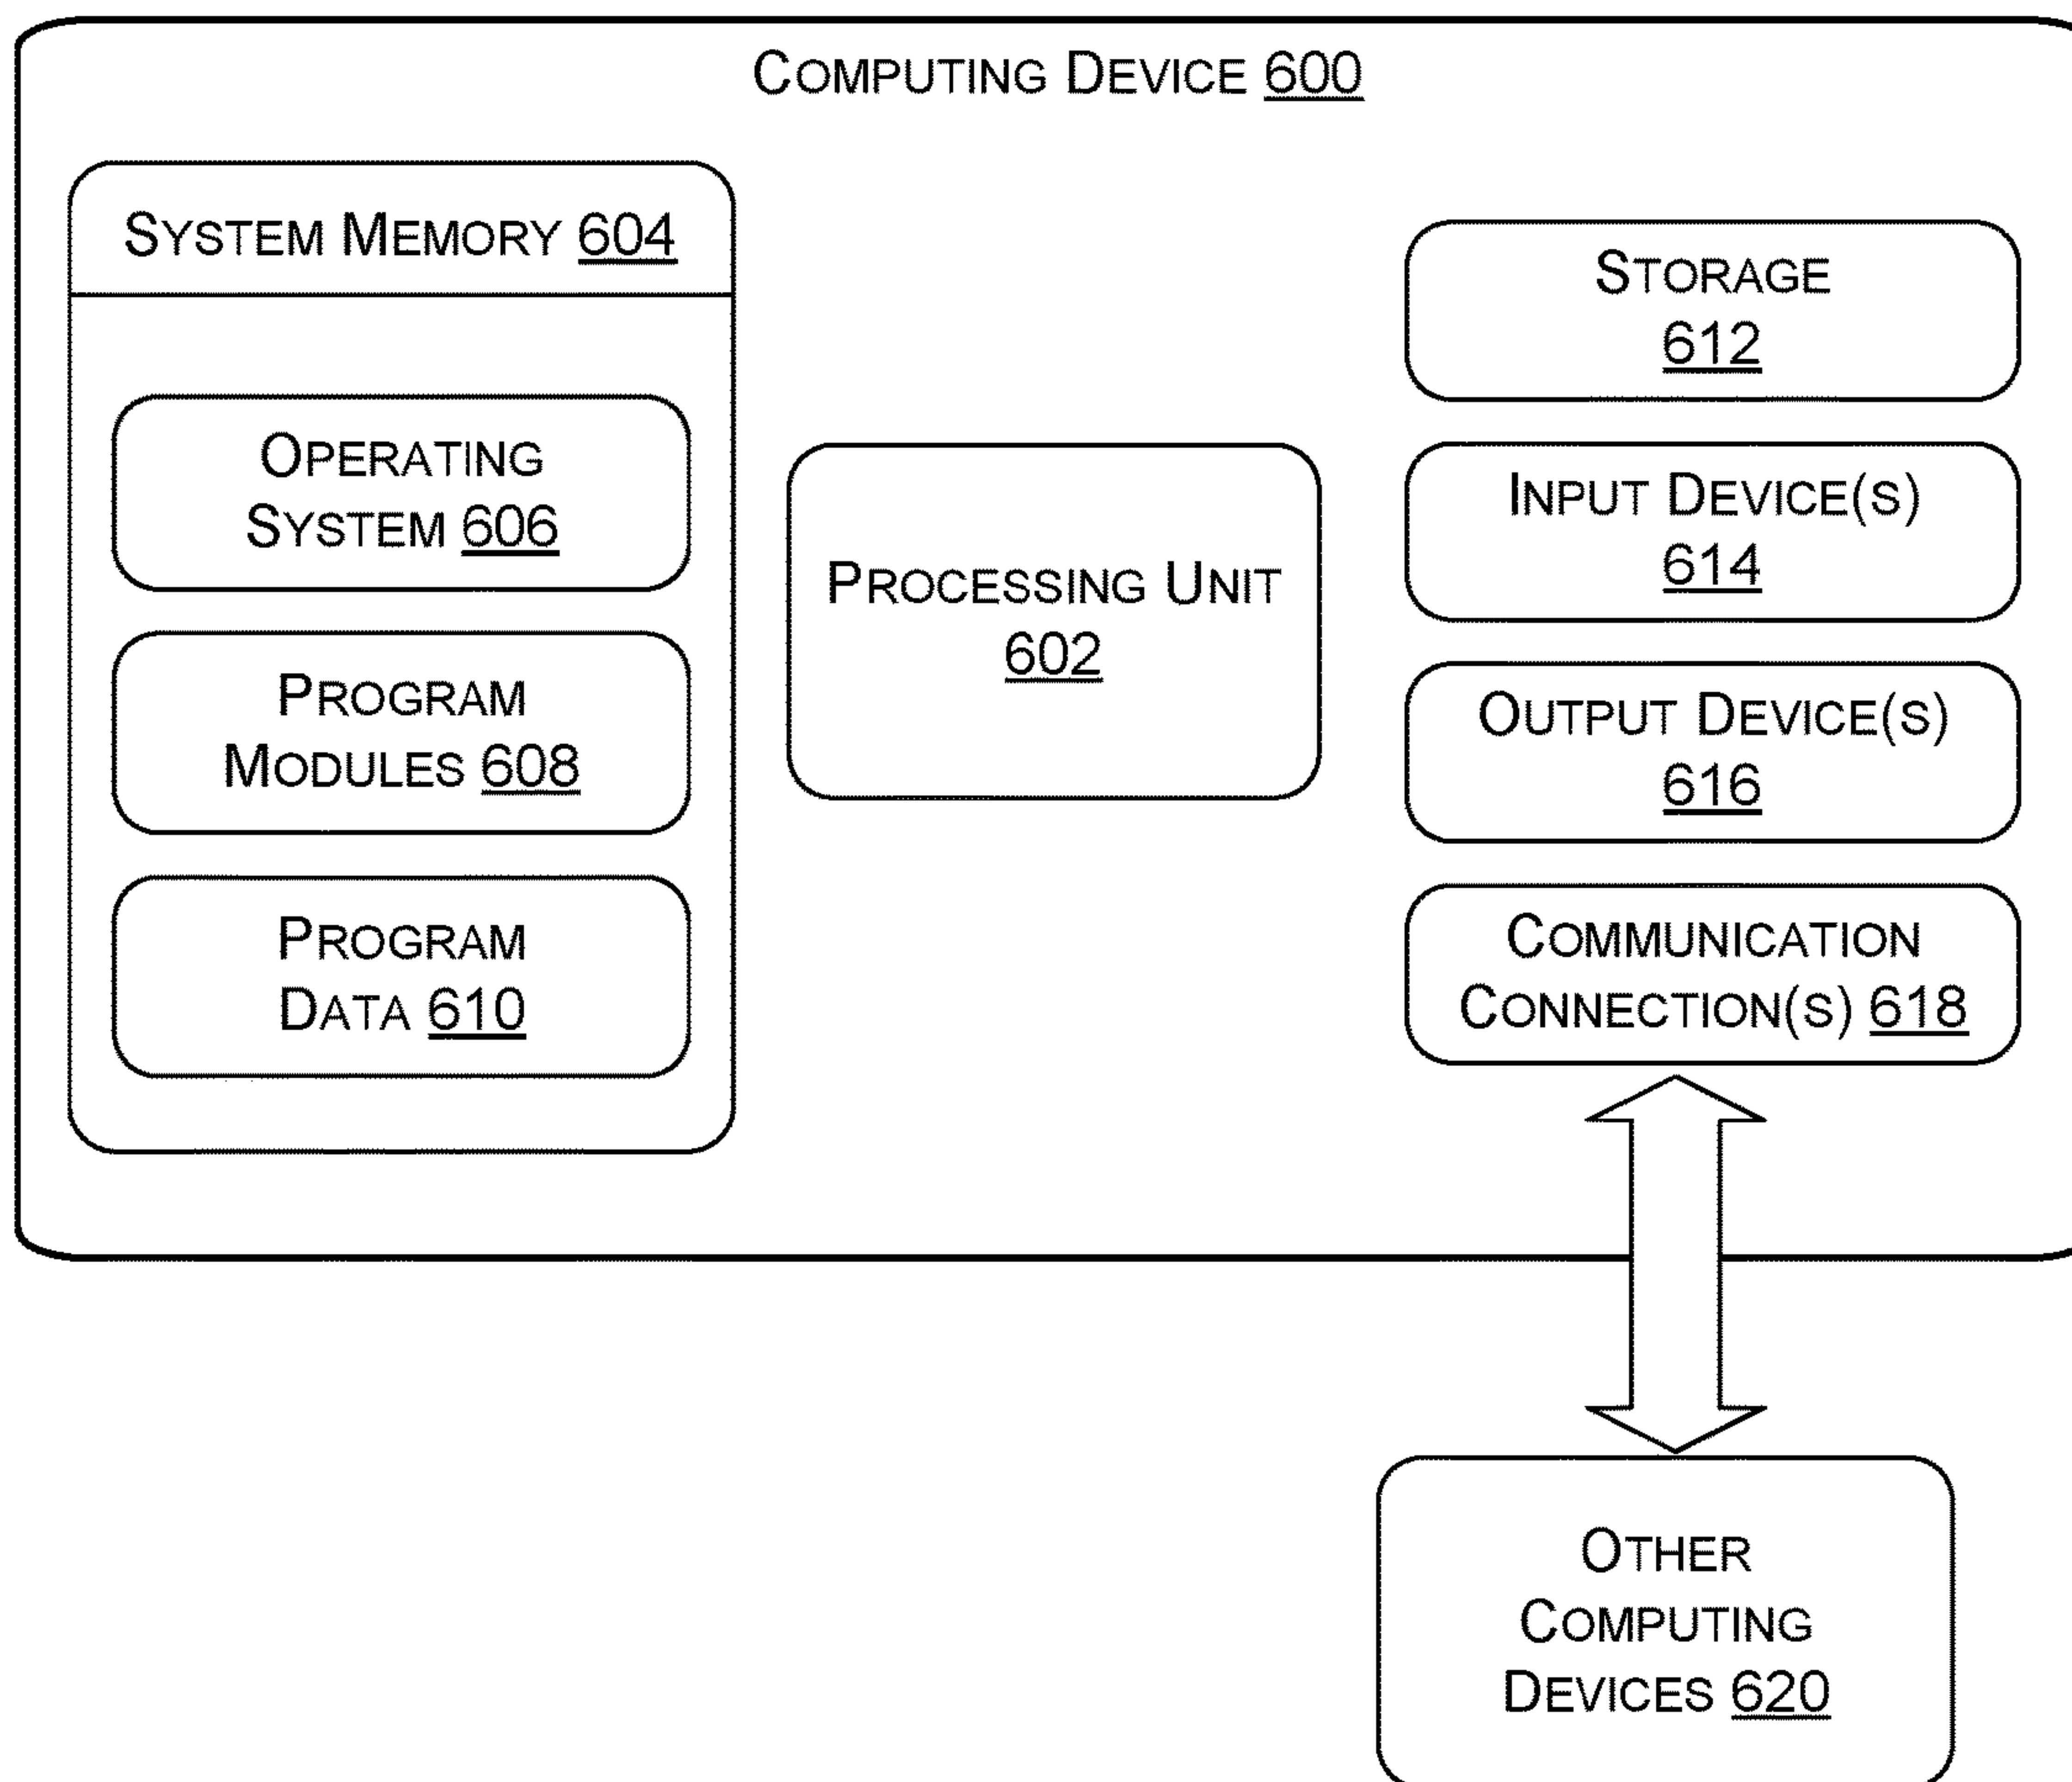 COMPUTING DEVICE 600
SYSTEM MEMORY 604
OPERATING
SYSTEM 606
PROGRAM
MODULES 608
PROGRAM
DATA 610
PROCESSING UNIT
602
STORAGE
612
INPUT DEVICE(S)
614
OUTPUT DEVICE(S)
616
COMMUNICATION
CONNECTION(S) 618
OTHER
COMPUTING
DEVICES 620